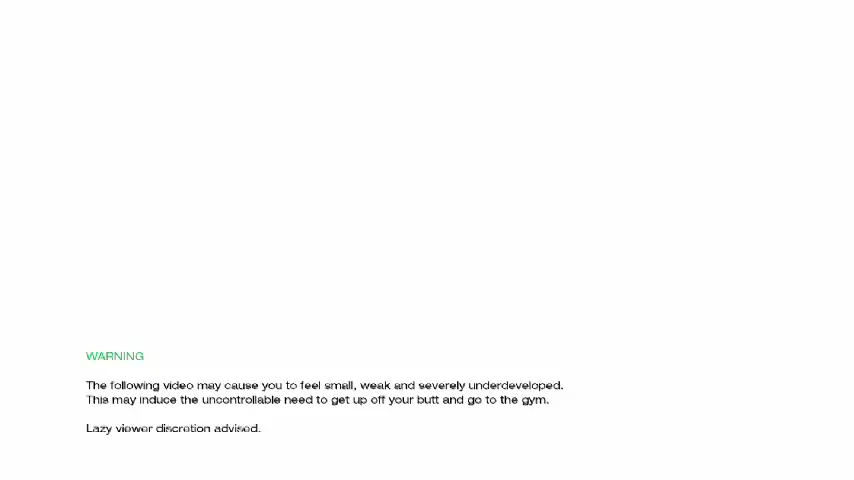 WARNING
The following video may cause you to feel small, weak and severely underdeveloped.
This may induce the uncontrollable need to get up off your butt and go to the gym.
Lazy viewer discretion advised.